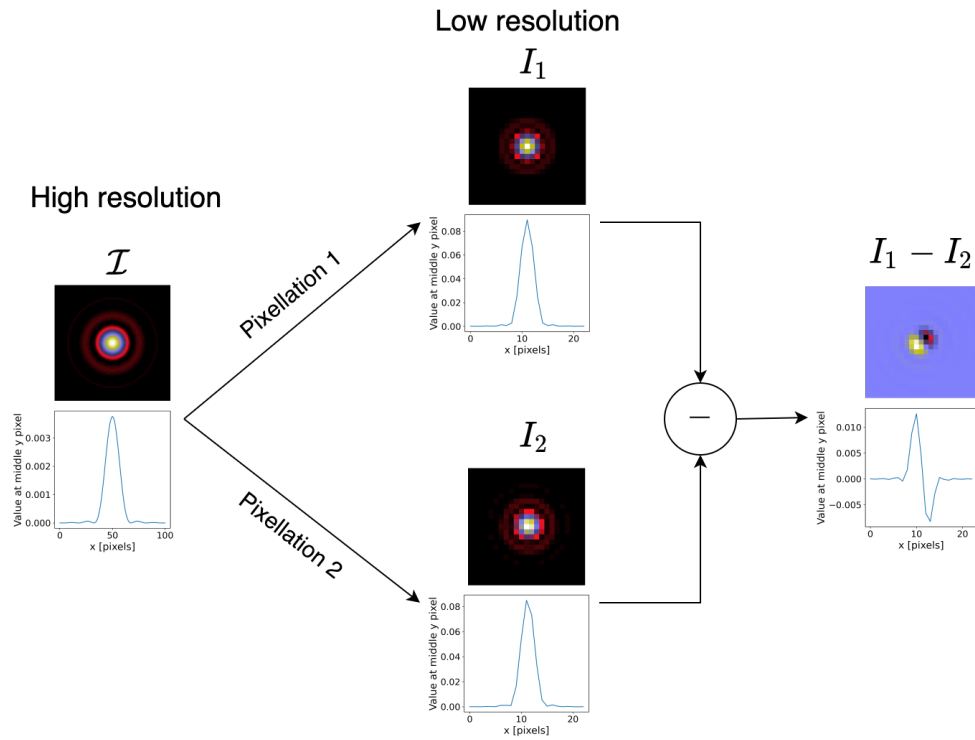 Low resolution
I₁
High resolution
𝓘
Pixellation 1
Pixellation 2
Value at middle y pixel
0.003
0.002
0.001
0.000
0 50 100
x [pixels]
Value at middle y pixel
0.08
0.06
0.04
0.02
0.00
0 10 20
x [pixels]
I₂
Value at middle y pixel
0.08
0.06
0.04
0.02
0.00
0 10 20
x [pixels]
−
I₁ − I₂
Value at middle y pixel
0.010
0.005
0.000
−0.005
0 10 20
x [pixels]